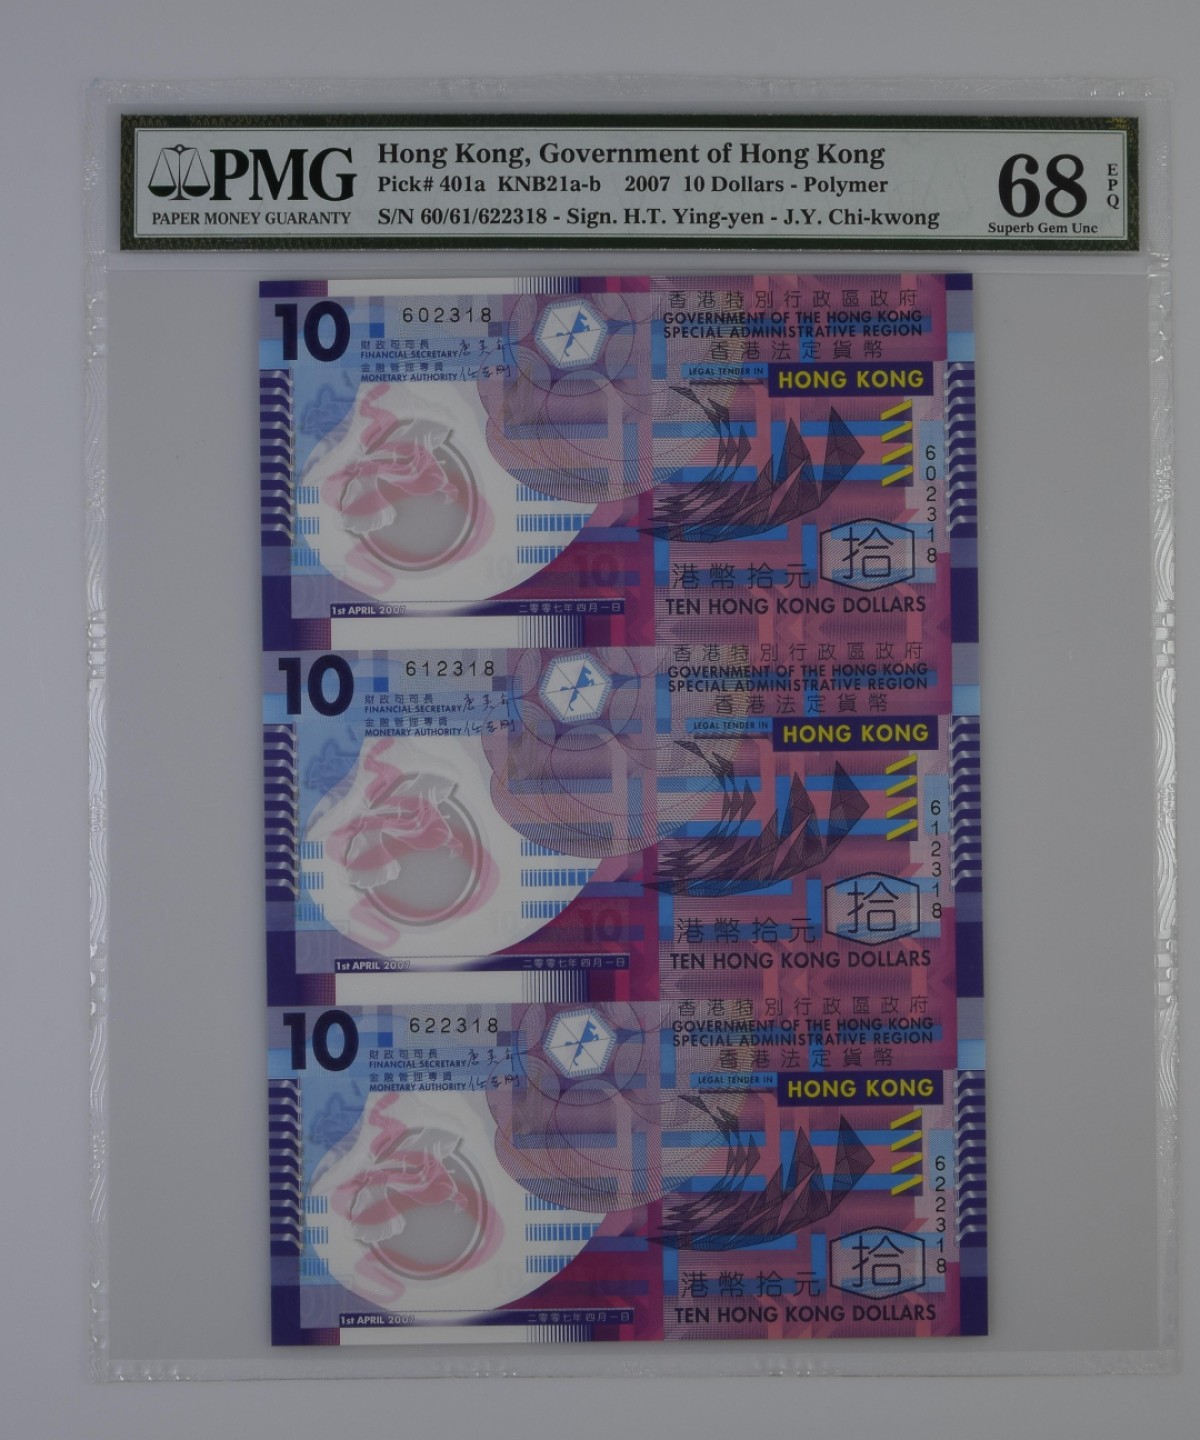 PMG
PAPER MONEY GUARANTY
Hong Kong, Government of Hong Kong
Pick# 401a KNB21a-b 2007 10 Dollars - Polymer
S/N 60/61/622318 - Sign. H.T. Ying-yen - J.Y. Chi-kwong
68
EPQ
Superb Gem Unc
10
602318
財政司司長
FINANCIAL SECRETARY
金融管理專員
MONETARY AUTHORITY
香港特別行政區政府
GOVERNMENT OF THE HONG KONG
SPECIAL ADMINISTRATIVE REGION
香港法定貨幣
LEGAL TENDER IN
HONG KONG
602318
拾
10
港幣拾元
TEN HONG KONG DOLLARS
1st APRIL 2007
二零零七年四月一日
10
612318
財政司司長
FINANCIAL SECRETARY
金融管理專員
MONETARY AUTHORITY
香港特別行政區政府
GOVERNMENT OF THE HONG KONG
SPECIAL ADMINISTRATIVE REGION
香港法定貨幣
LEGAL TENDER IN
HONG KONG
612318
拾
10
港幣拾元
TEN HONG KONG DOLLARS
1st APRIL 2007
二零零七年四月一日
10
622318
財政司司長
FINANCIAL SECRETARY
金融管理專員
MONETARY AUTHORITY
香港特別行政區政府
GOVERNMENT OF THE HONG KONG
SPECIAL ADMINISTRATIVE REGION
香港法定貨幣
LEGAL TENDER IN
HONG KONG
622318
拾
港幣拾元
TEN HONG KONG DOLLARS
1st APRIL 2007
二零零七年四月一日